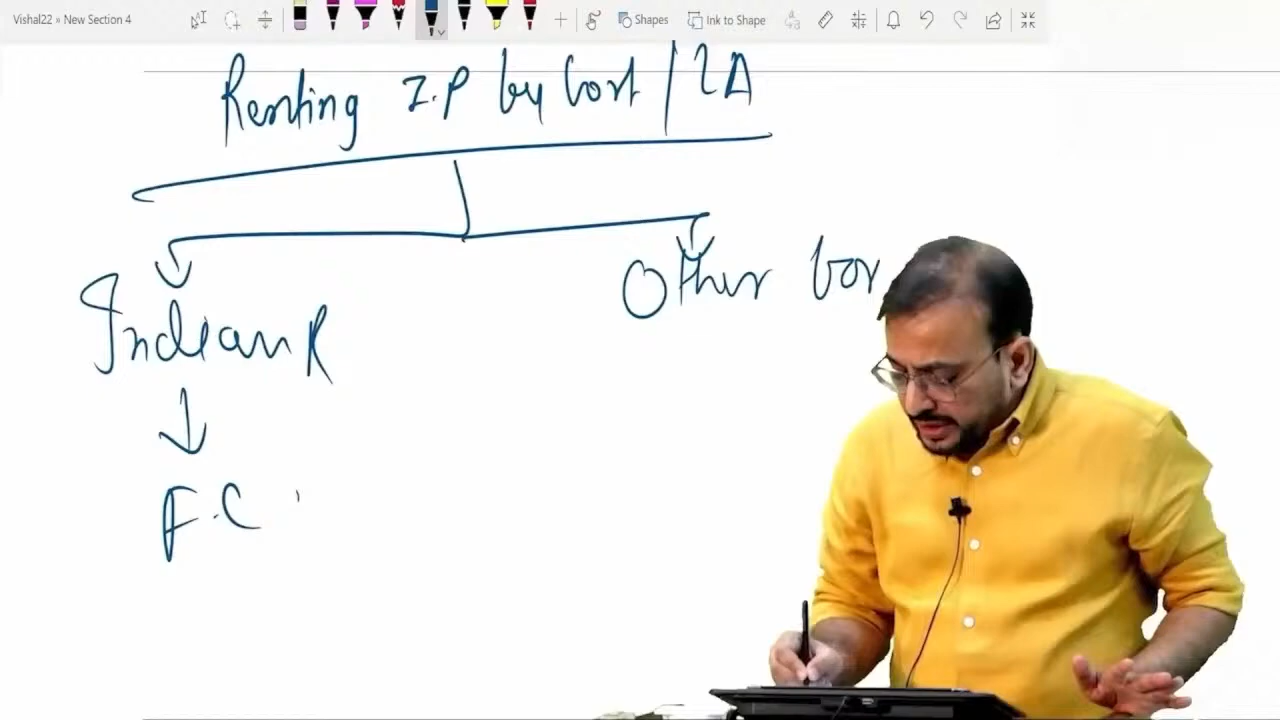 Vishal22 » New Section 4
Shapes
Ink to Shape
Renting I.P by Govt / LA
Indian R
Other Gov
F.C